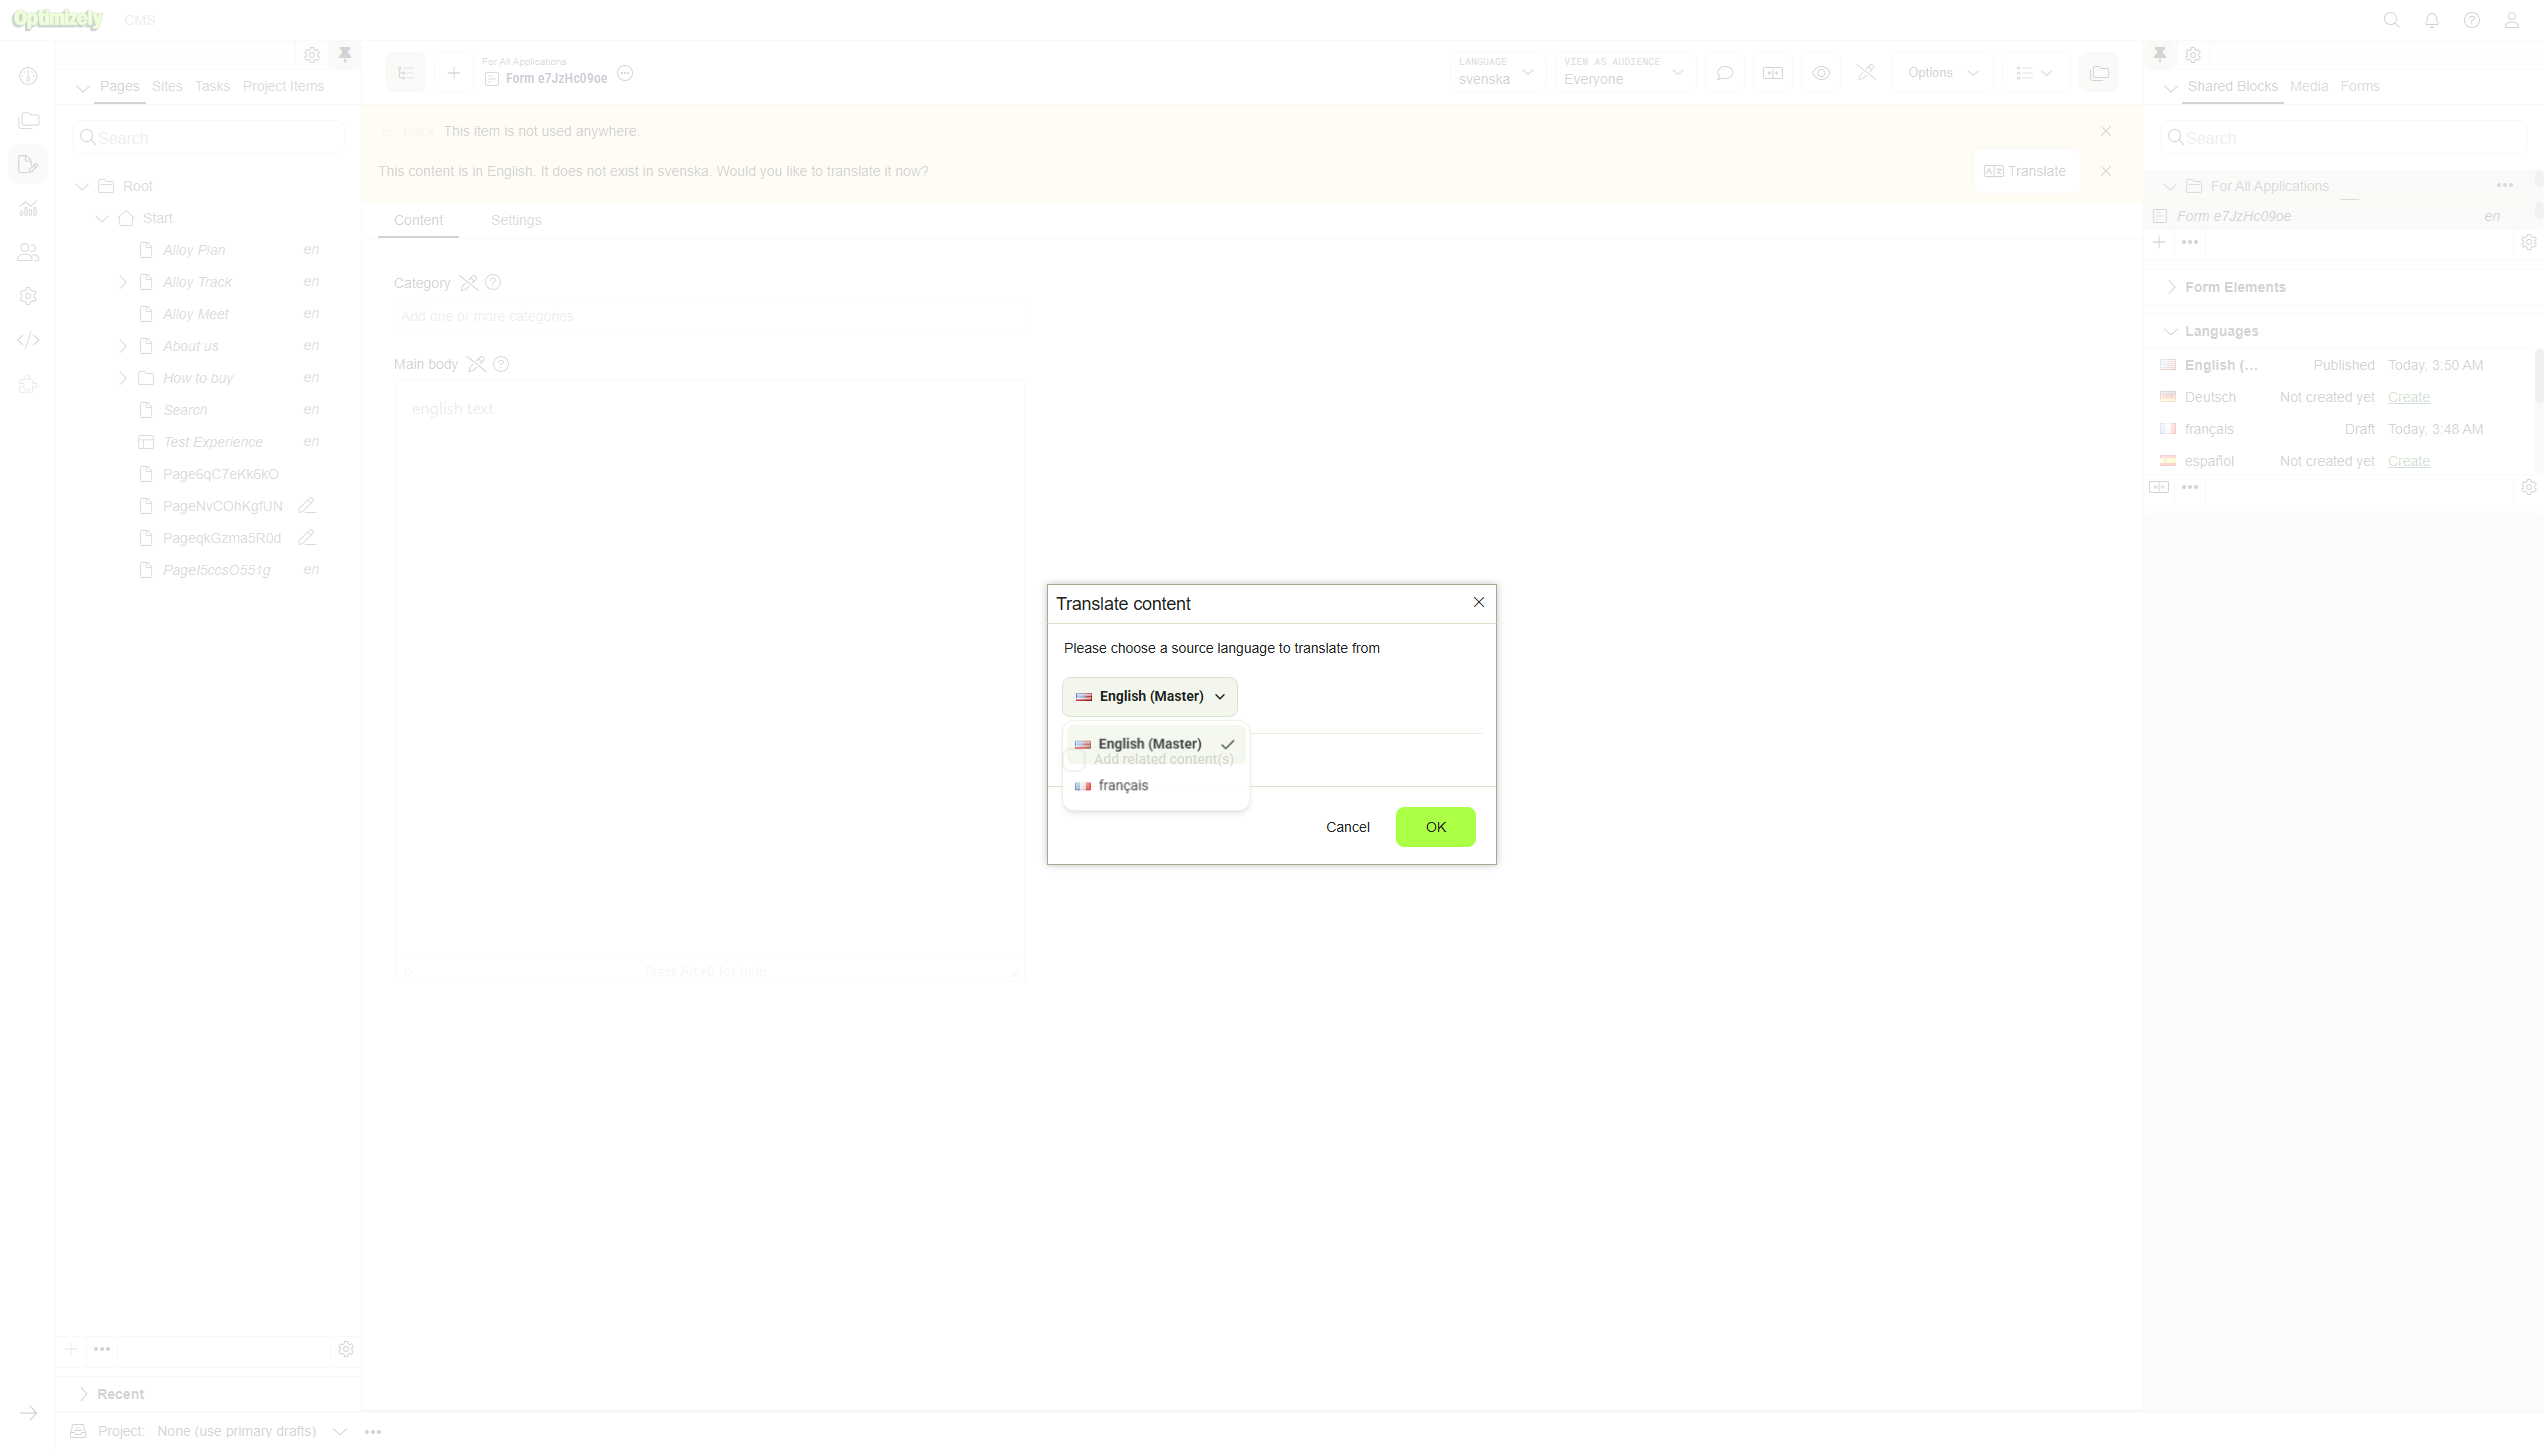 Optimizely CMS
Pages Sites Tasks Project Items
Search
Root
Start
Alloy Plan en
Alloy Track en
Alloy Meet en
About us en
How to buy en
Search en
Test Experience en
Page6qC7eKk6kO
PageNvCOhKgfUN
PageqkGzma5R0d
PageI5ccsO551g en
Recent
Project: None (use primary drafts)
For All Applications
Form e7JzHc09oe
LANGUAGE
svenska
VIEW AS AUDIENCE
Everyone
Options
Back This item is not used anywhere.
This content is in English. It does not exist in svenska. Would you like to translate it now?
Translate
Content Settings
Category
Add one or more categories
Main body
english text
p Press Alt+0 for help
Translate content
Please choose a source language to translate from
English (Master)
English (Master)
Add related content(s)
français
Cancel OK
Shared Blocks Media Forms
Search
For All Applications
Form e7JzHc09oe en
Form Elements
Languages
English (... Published Today, 3:50 AM
Deutsch Not created yet Create
français Draft Today, 3:48 AM
español Not created yet Create